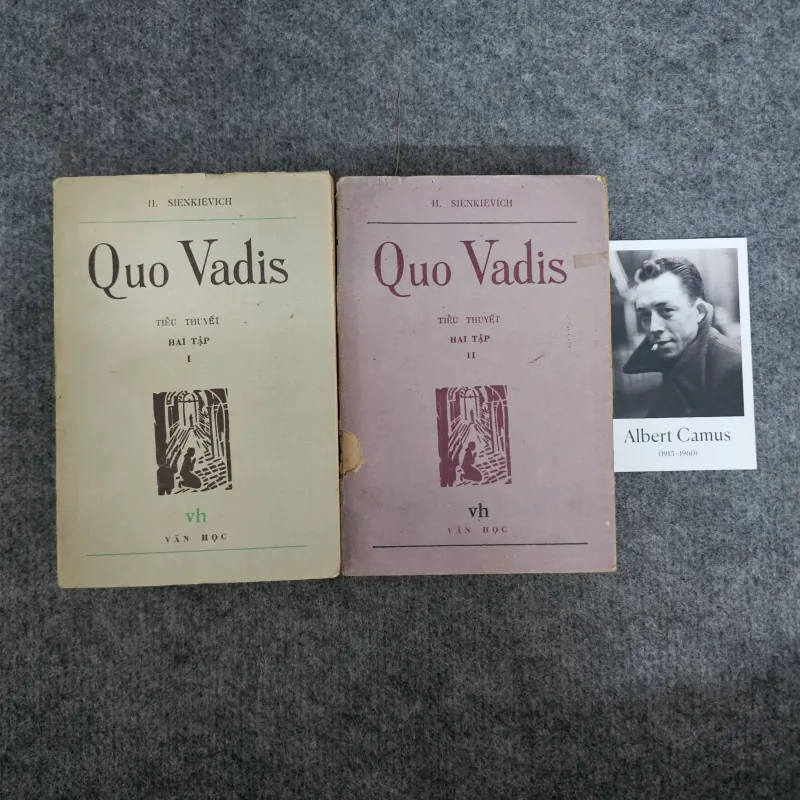 H. SIENKIEVICH
Quo Vadis
TIỂU THUYẾT
HAI TẬP
I
vh
VĂN HỌC
H. SIENKIEVICH
Quo Vadis
TIỂU THUYẾT
HAI TẬP
II
vh
VĂN HỌC
Albert Camus
(1913-1960)